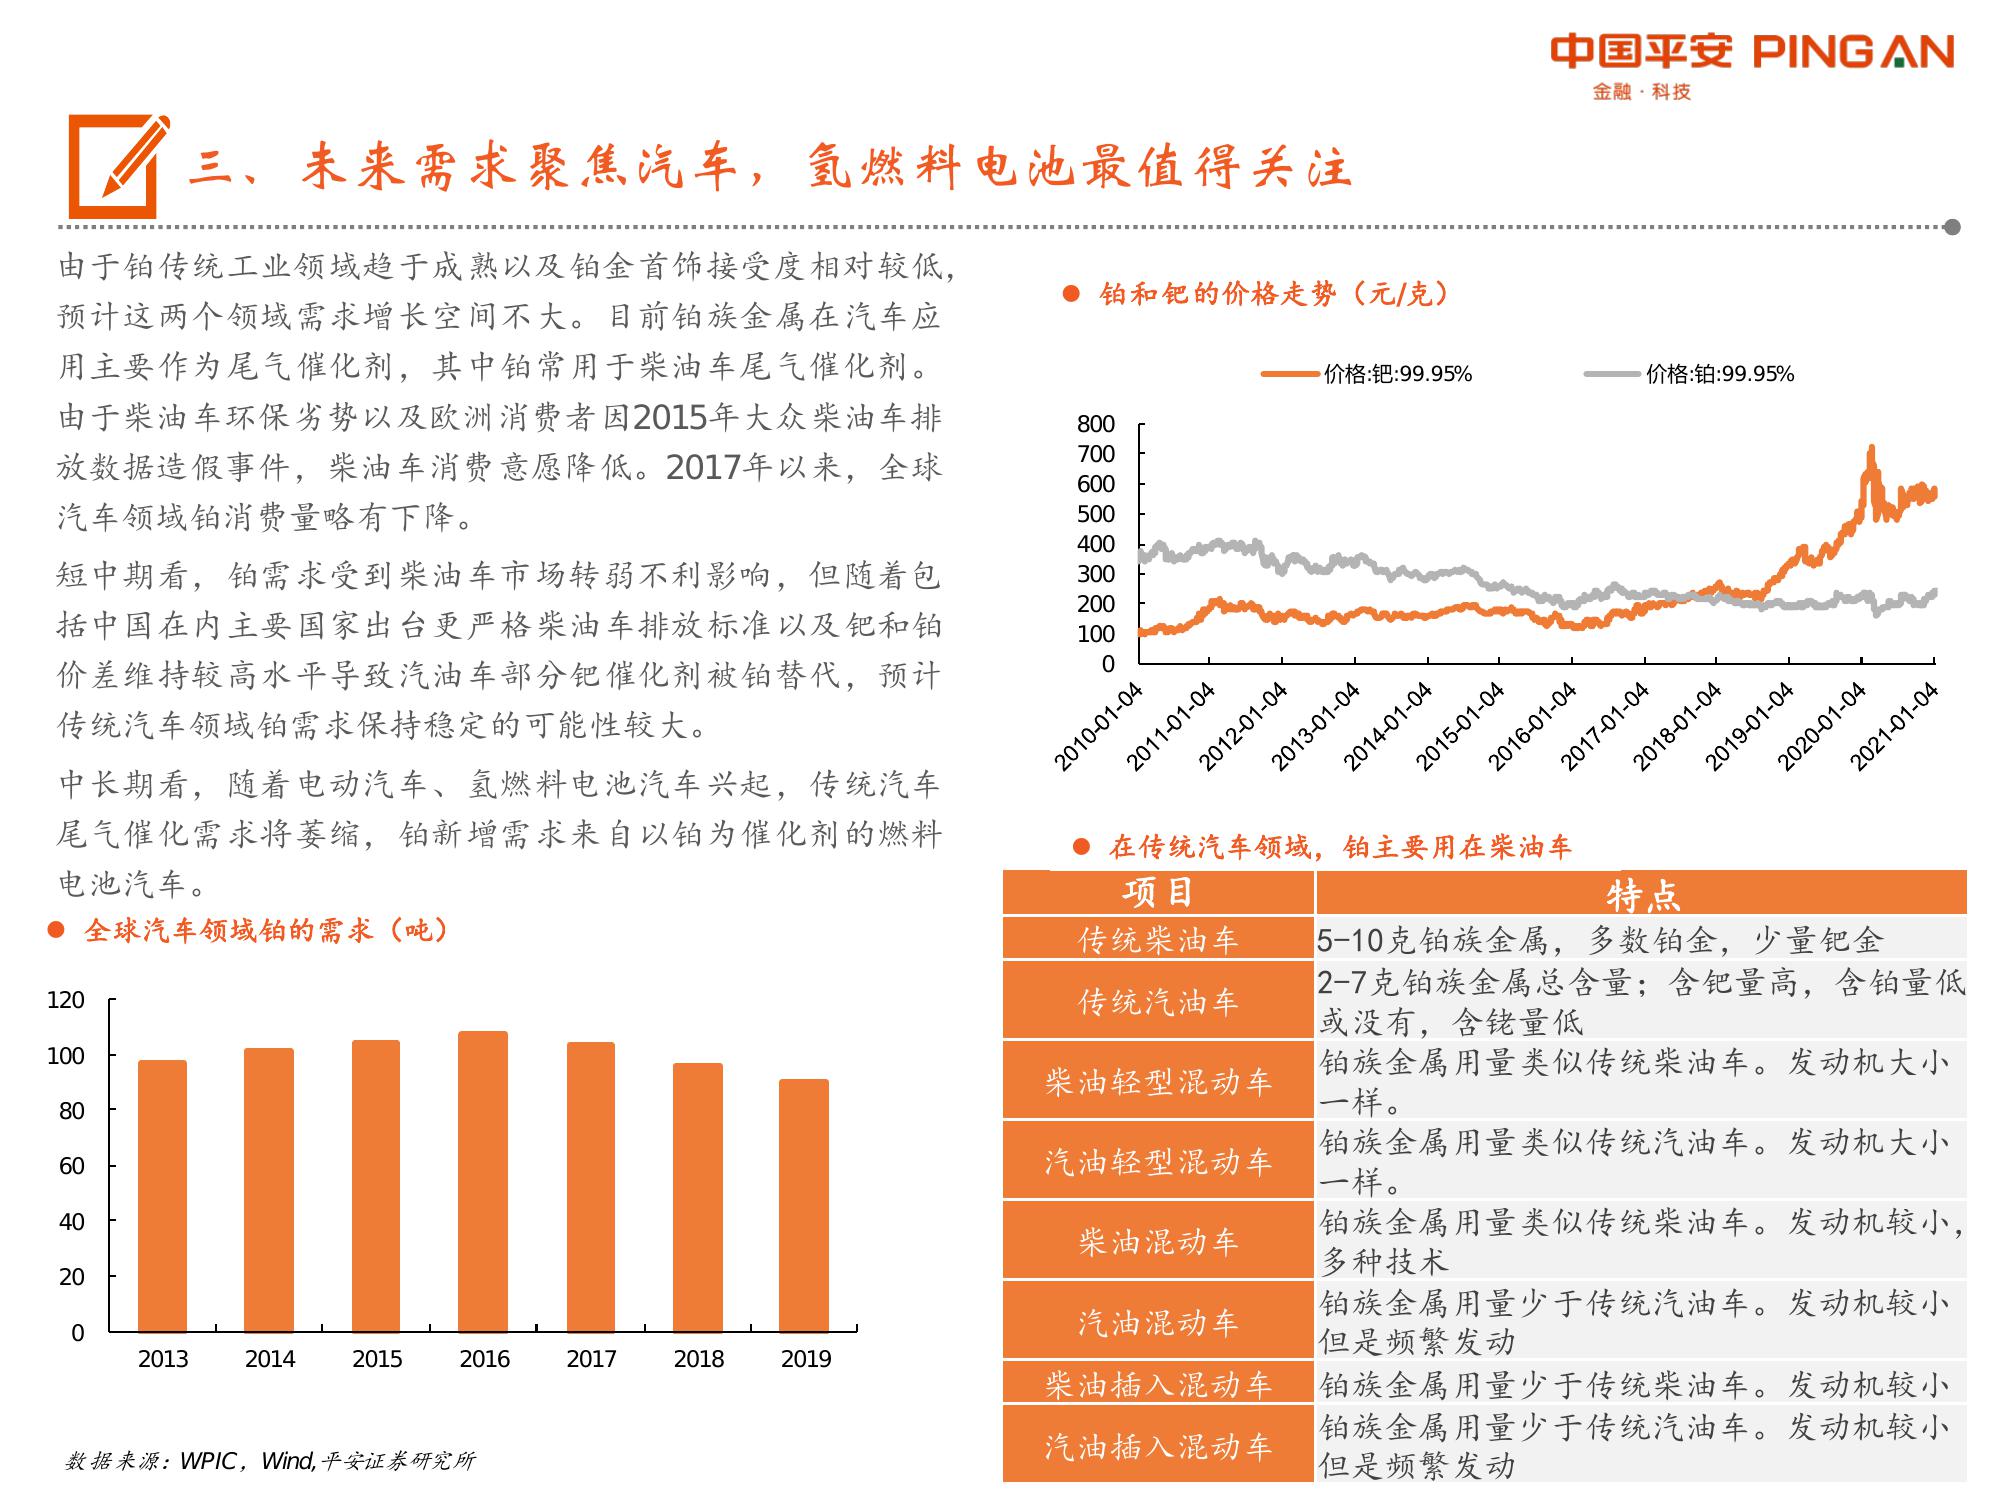 中国平安 PINGAN
金融·科技
三、未来需求聚焦汽车，氢燃料电池最值得关注
由于铂传统工业领域趋于成熟以及铂金首饰接受度相对较低，
预计这两个领域需求增长空间不大。目前铂族金属在汽车应
用主要作为尾气催化剂，其中铂常用于柴油车尾气催化剂。
由于柴油车环保劣势以及欧洲消费者因2015年大众柴油车排
放数据造假事件，柴油车消费意愿降低。2017年以来，全球
汽车领域铂消费量略有下降。
短中期看，铂需求受到柴油车市场转弱不利影响，但随着包
括中国在内主要国家出台更严格柴油车排放标准以及钯和铂
价差维持较高水平导致汽油车部分钯催化剂被铂替代，预计
传统汽车领域铂需求保持稳定的可能性较大。
中长期看，随着电动汽车、氢燃料电池汽车兴起，传统汽车
尾气催化需求将萎缩，铂新增需求来自以铂为催化剂的燃料
电池汽车。
全球汽车领域铂的需求（吨）
120
100
80
60
40
20
0
2013 2014 2015 2016 2017 2018 2019
数据来源：WPIC，Wind,平安证券研究所
铂和钯的价格走势（元/克）
价格:钯:99.95% 价格:铂:99.95%
800
700
600
500
400
300
200
100
0
2010-01-04 2011-01-04 2012-01-04 2013-01-04 2014-01-04 2015-01-04 2016-01-04 2017-01-04 2018-01-04 2019-01-04 2020-01-04 2021-01-04
在传统汽车领域，铂主要用在柴油车
项目 特点
传统柴油车 5-10克铂族金属，多数铂金，少量钯金
传统汽油车 2-7克铂族金属总含量；含钯量高，含铂量低
或没有，含铑量低
柴油轻型混动车 铂族金属用量类似传统柴油车。发动机大小
一样。
汽油轻型混动车 铂族金属用量类似传统汽油车。发动机大小
一样。
柴油混动车 铂族金属用量类似传统柴油车。发动机较小，
多种技术
汽油混动车 铂族金属用量少于传统汽油车。发动机较小
但是频繁发动
柴油插入混动车 铂族金属用量少于传统柴油车。发动机较小
汽油插入混动车 铂族金属用量少于传统汽油车。发动机较小
但是频繁发动